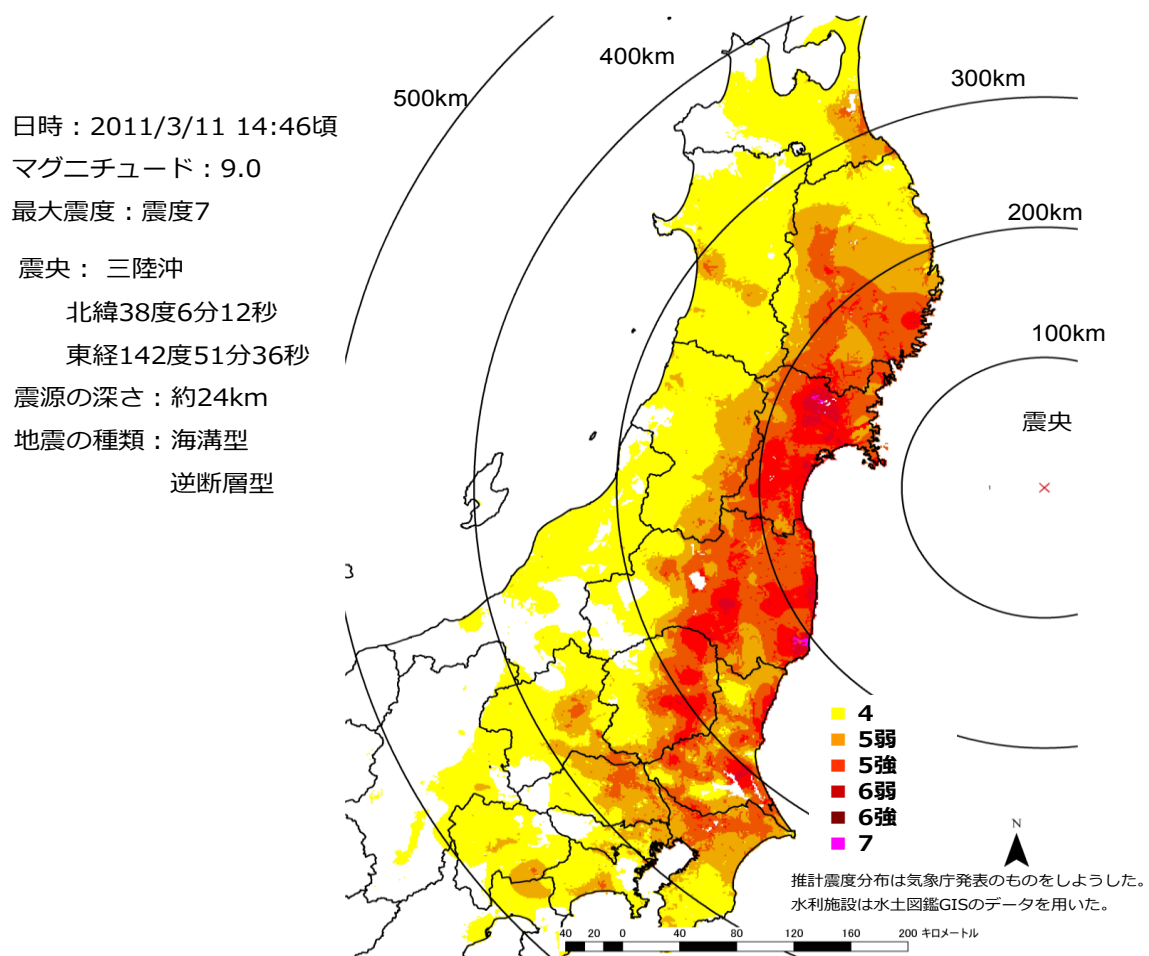 日時：2011/3/11 14:46頃
マグニチュード：9.0
最大震度：震度7
震央： 三陸沖
北緯38度6分12秒
東経142度51分36秒
震源の深さ：約24km
地震の種類：海溝型
逆断層型
500km
400km
300km
200km
100km
震央
4
5弱
5強
6弱
6強
7
N
推計震度分布は気象庁発表のものをしようした。
水利施設は水土図鑑GISのデータを用いた。
40 20 0 40 80 120 160 200 キロメートル